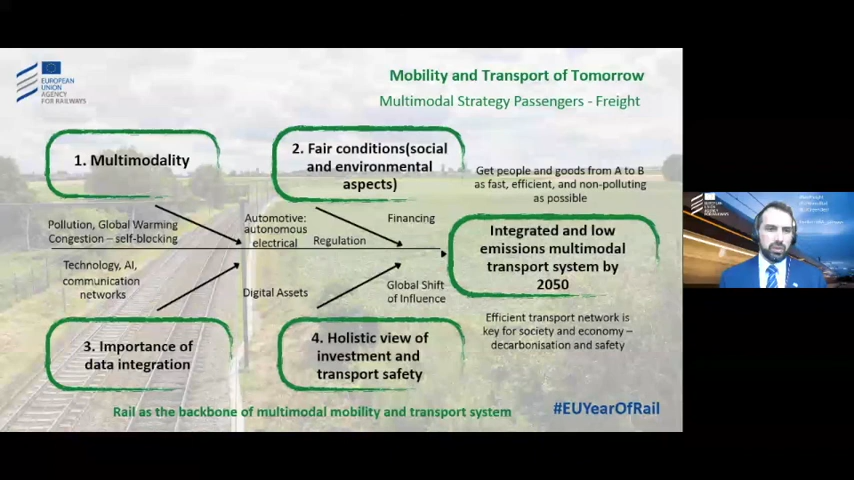 EUROPEAN
UNION
AGENCY
FOR RAILWAYS
Mobility and Transport of Tomorrow
Multimodal Strategy Passengers - Freight
1. Multimodality
2. Fair conditions(social
and environmental
aspects)
Get people and goods from A to B
as fast, efficient, and non-polluting
as possible
Pollution, Global Warming
Congestion – self-blocking
Automotive:
autonomous
electrical
Regulation
Financing
Integrated and low
emissions multimodal
transport system by
2050
Technology, AI,
communication
networks
Digital Assets
Global Shift
of Influence
3. Importance of
data integration
4. Holistic view of
investment and
transport safety
Efficient transport network is
key for society and economy –
decarbonisation and safety
Rail as the backbone of multimodal mobility and transport system
#EUYearOfRail